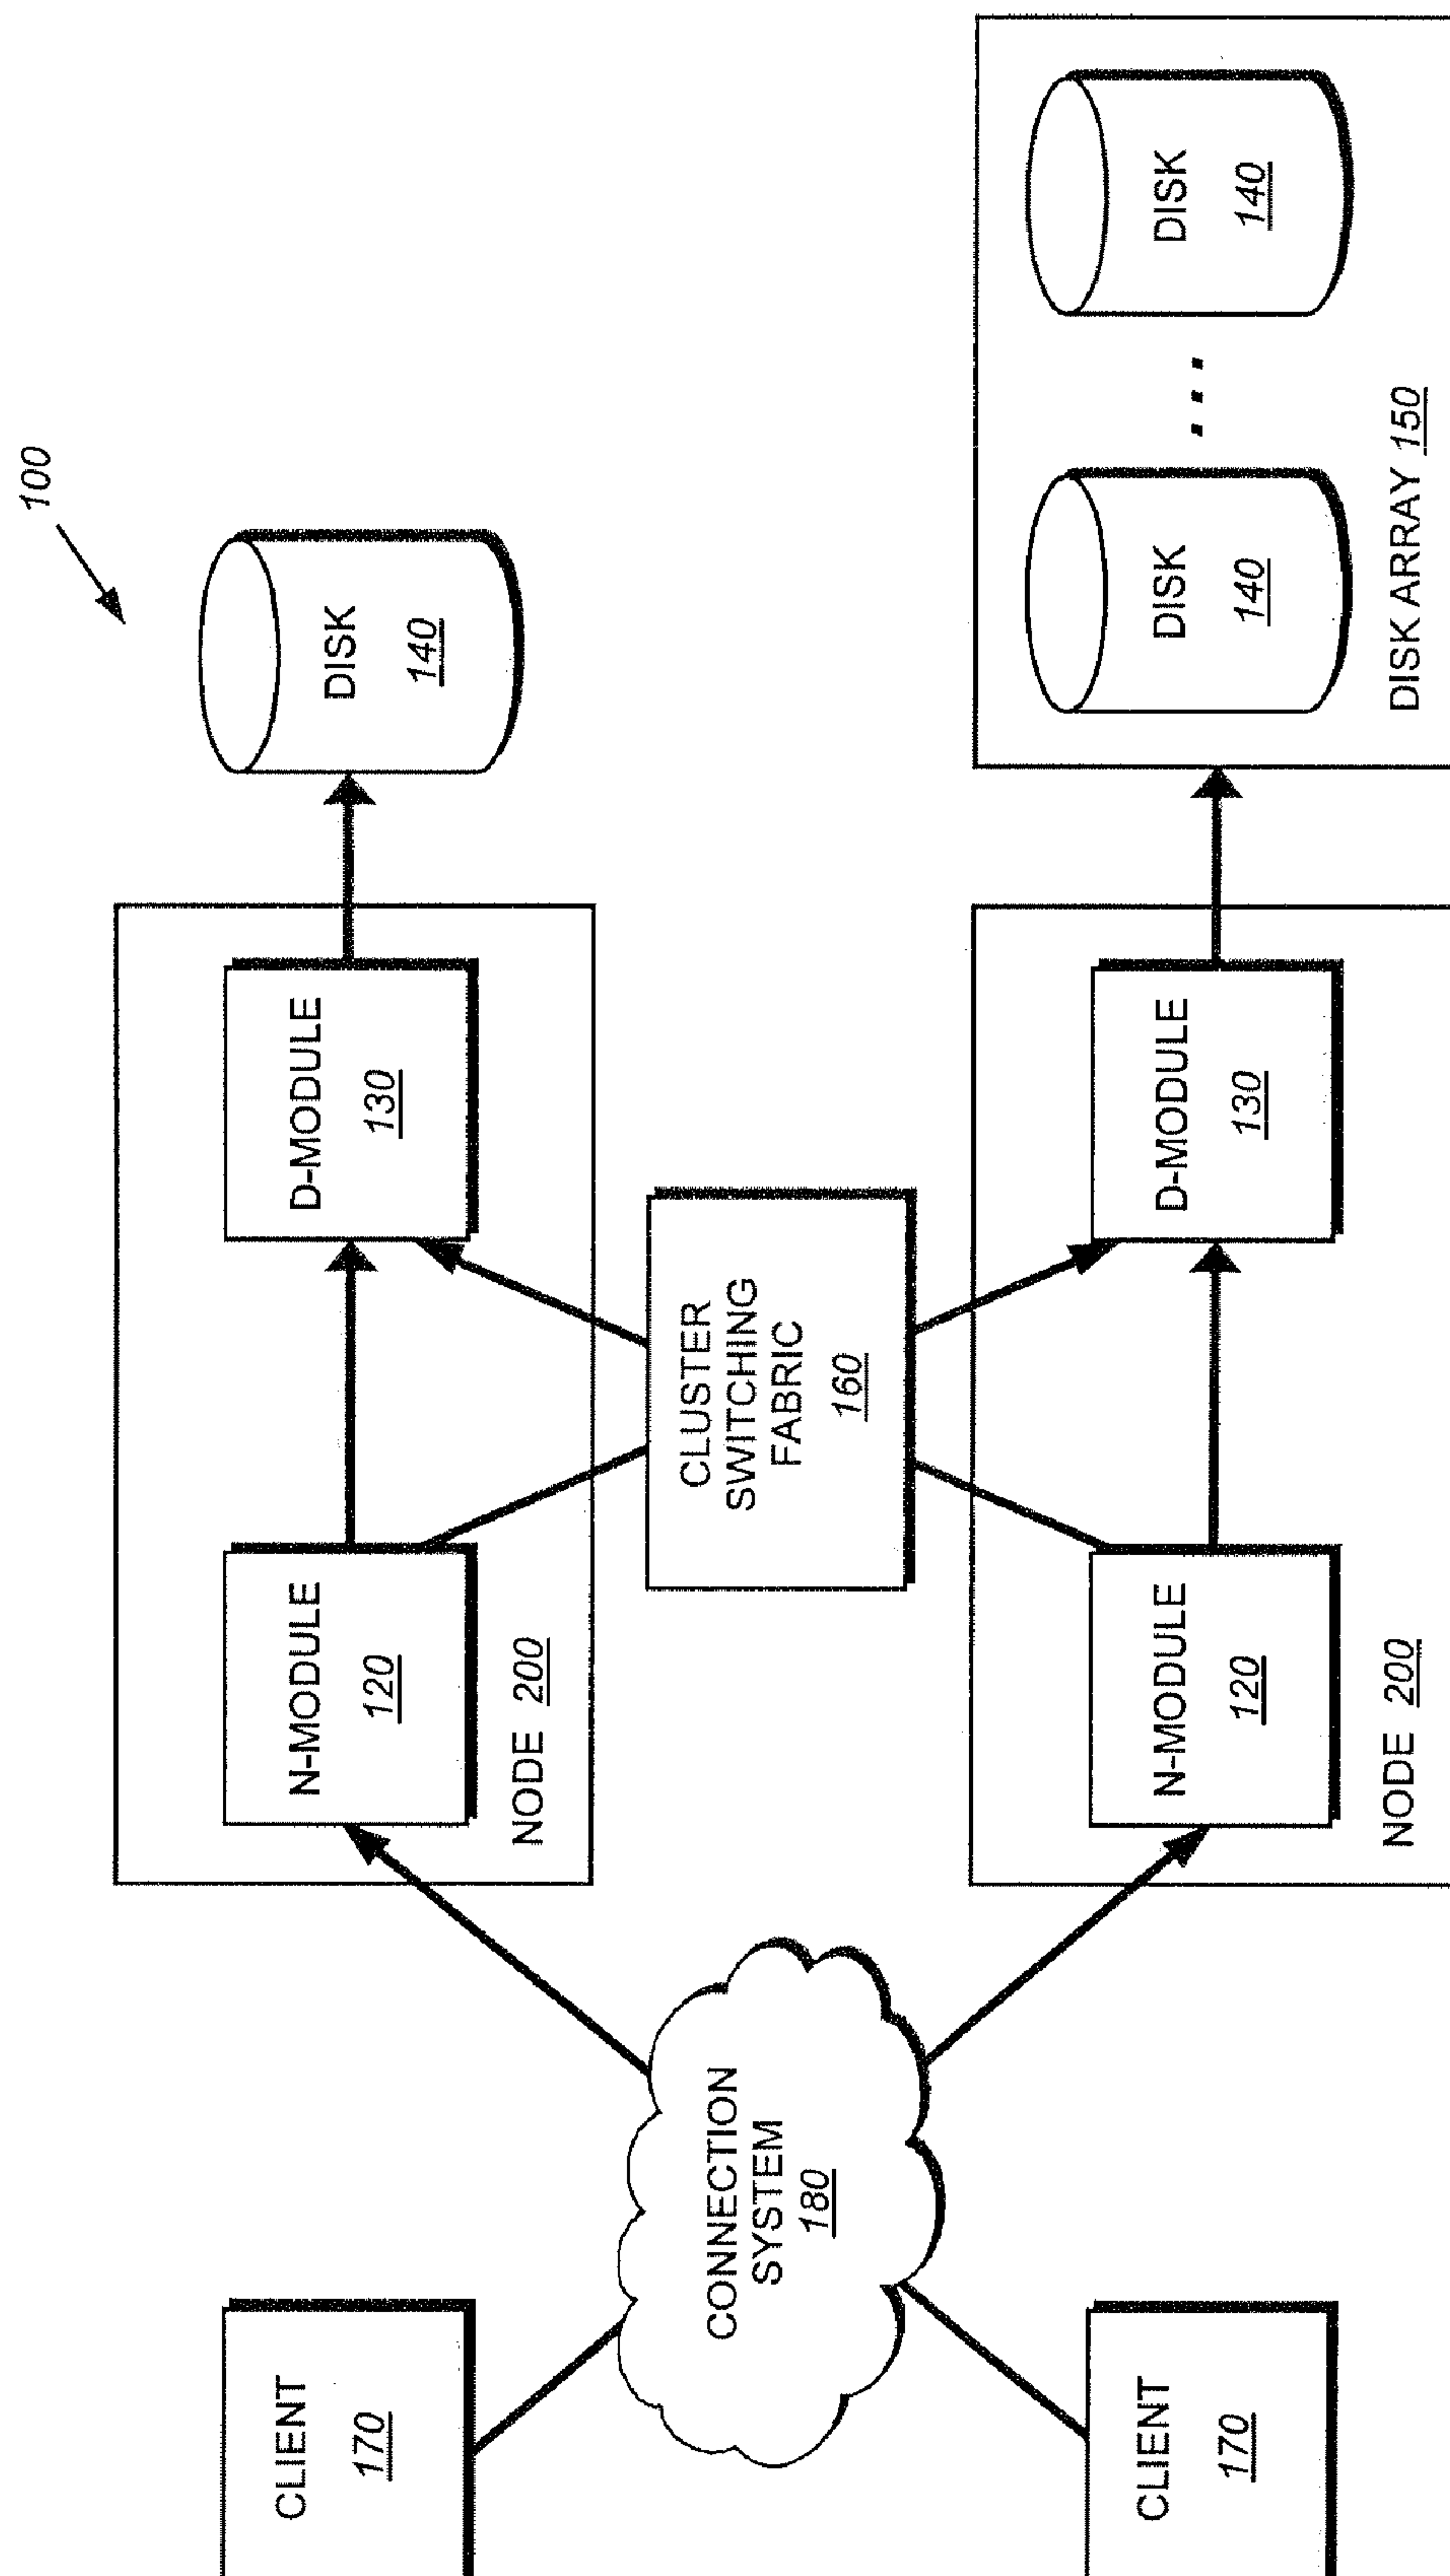 100
CLIENT
170
CONNECTION
SYSTEM
180
N-MODULE
120
NODE 200
D-MODULE
130
DISK
140
CLUSTER
SWITCHING
FABRIC
160
CLIENT
170
N-MODULE
120
NODE 200
D-MODULE
130
DISK
140
DISK
140
DISK ARRAY 150